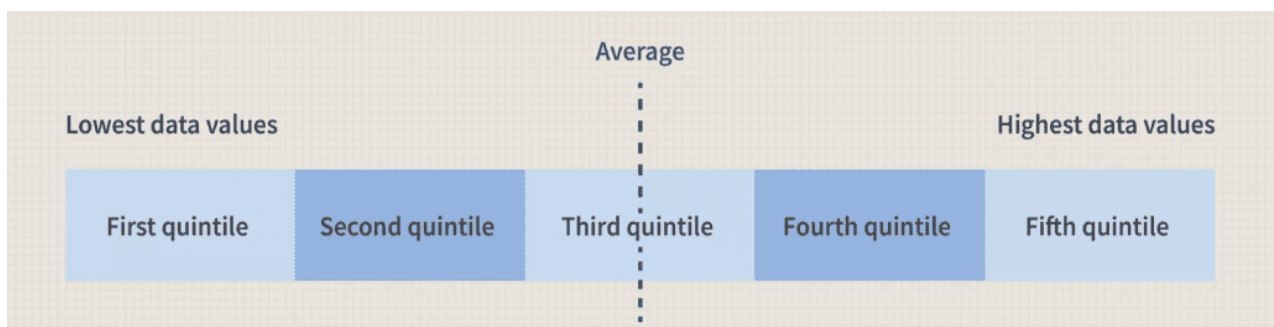 Average
Lowest data values
Highest data values
First quintile
Second quintile
Third quintile
Fourth quintile
Fifth quintile